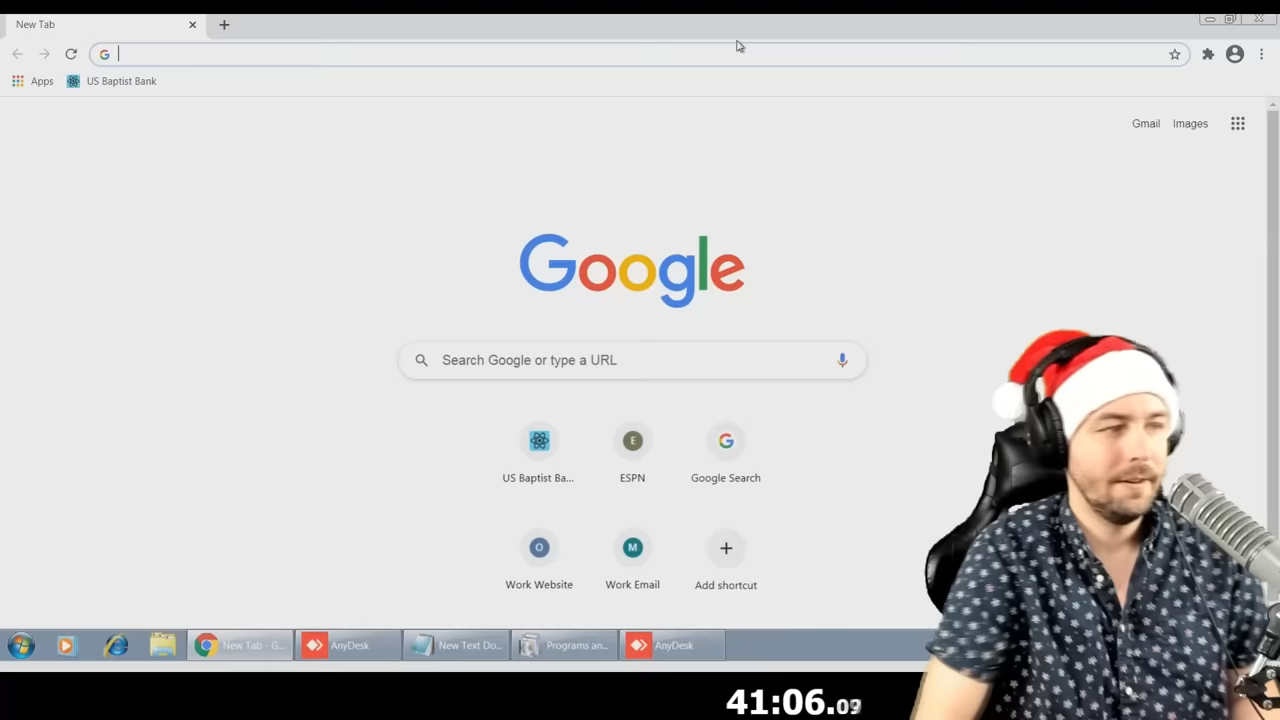 New Tab
Apps
US Baptist Bank
Gmail
Images
Google
Search Google or type a URL
E
US Baptist Ba...
ESPN
Google Search
O
M
Work Website
Work Email
Add shortcut
New Tab - G...
AnyDesk
New Text Do...
Programs an...
AnyDesk
41:06.09